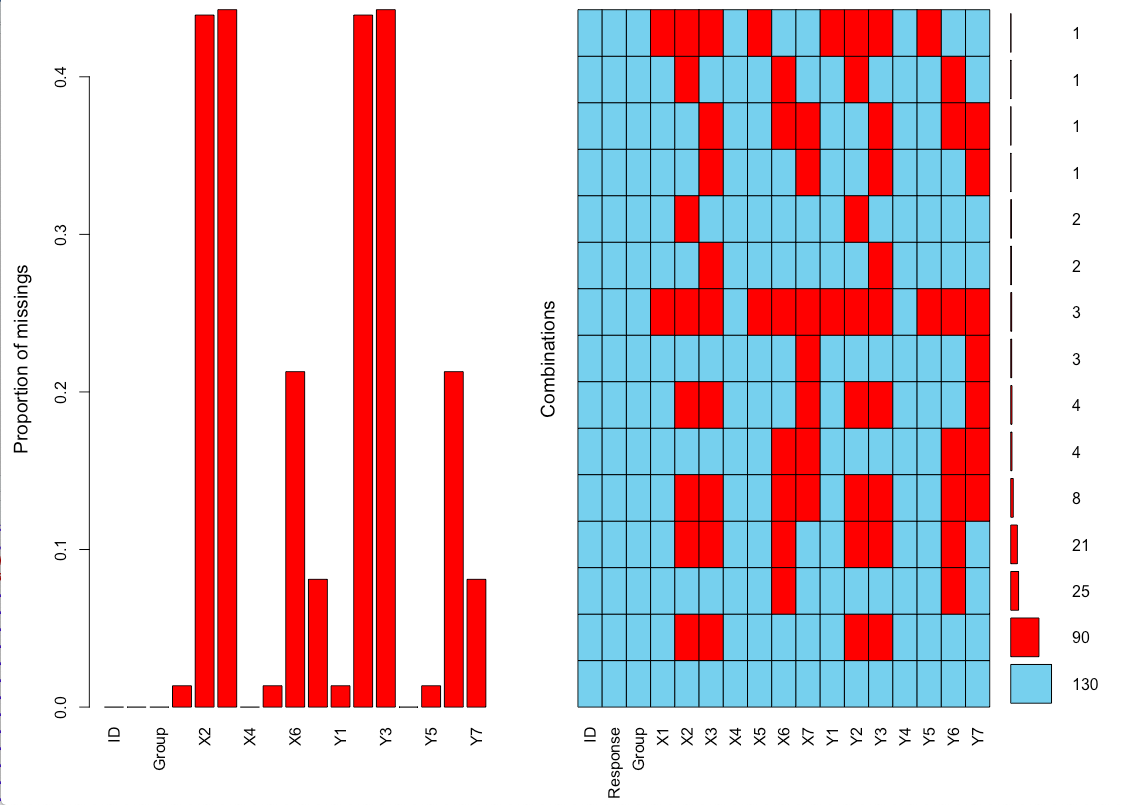 Proportion of missings
0.0
0.1
0.2
0.3
0.4
ID
Group
X2
X4
X6
Y1
Y3
Y5
Y7
Combinations
1
1
1
1
2
2
3
3
4
4
8
21
25
90
130
ID
Response
Group
X1
X2
X3
X4
X5
X6
X7
Y1
Y2
Y3
Y4
Y5
Y6
Y7